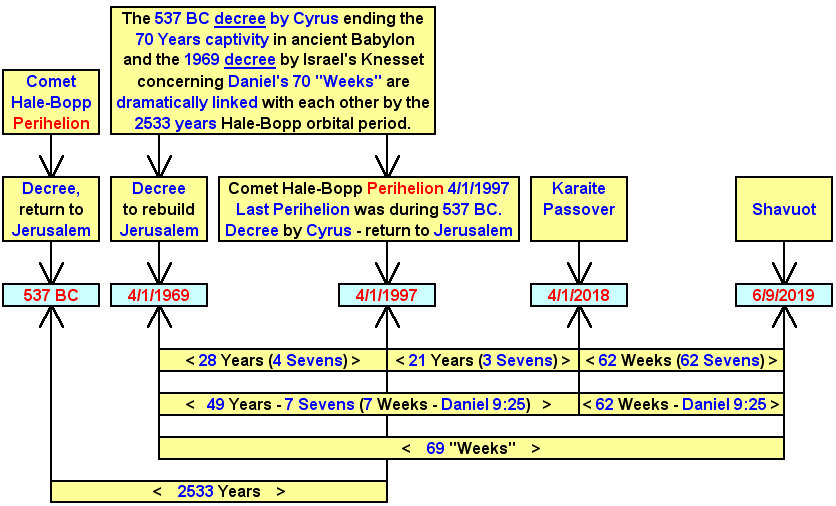 Comet
Hale-Bopp
Perihelion
The 537 BC decree by Cyrus ending the
70 Years captivity in ancient Babylon
and the 1969 decree by Israel's Knesset
concerning Daniel's 70 "Weeks" are
dramatically linked with each other by the
2533 years Hale-Bopp orbital period.
Decree,
return to
Jerusalem
Decree
to rebuild
Jerusalem
Comet Hale-Bopp Perihelion 4/1/1997
Last Perihelion was during 537 BC.
Decree by Cyrus - return to Jerusalem
Karaite
Passover
Shavuot
537 BC
4/1/1969
4/1/1997
4/1/2018
6/9/2019
< 28 Years (4 Sevens) >
< 21 Years (3 Sevens) >
< 62 Weeks (62 Sevens) >
< 49 Years - 7 Sevens (7 Weeks - Daniel 9:25) >
< 62 Weeks - Daniel 9:25 >
< 69 "Weeks" >
< 2533 Years >